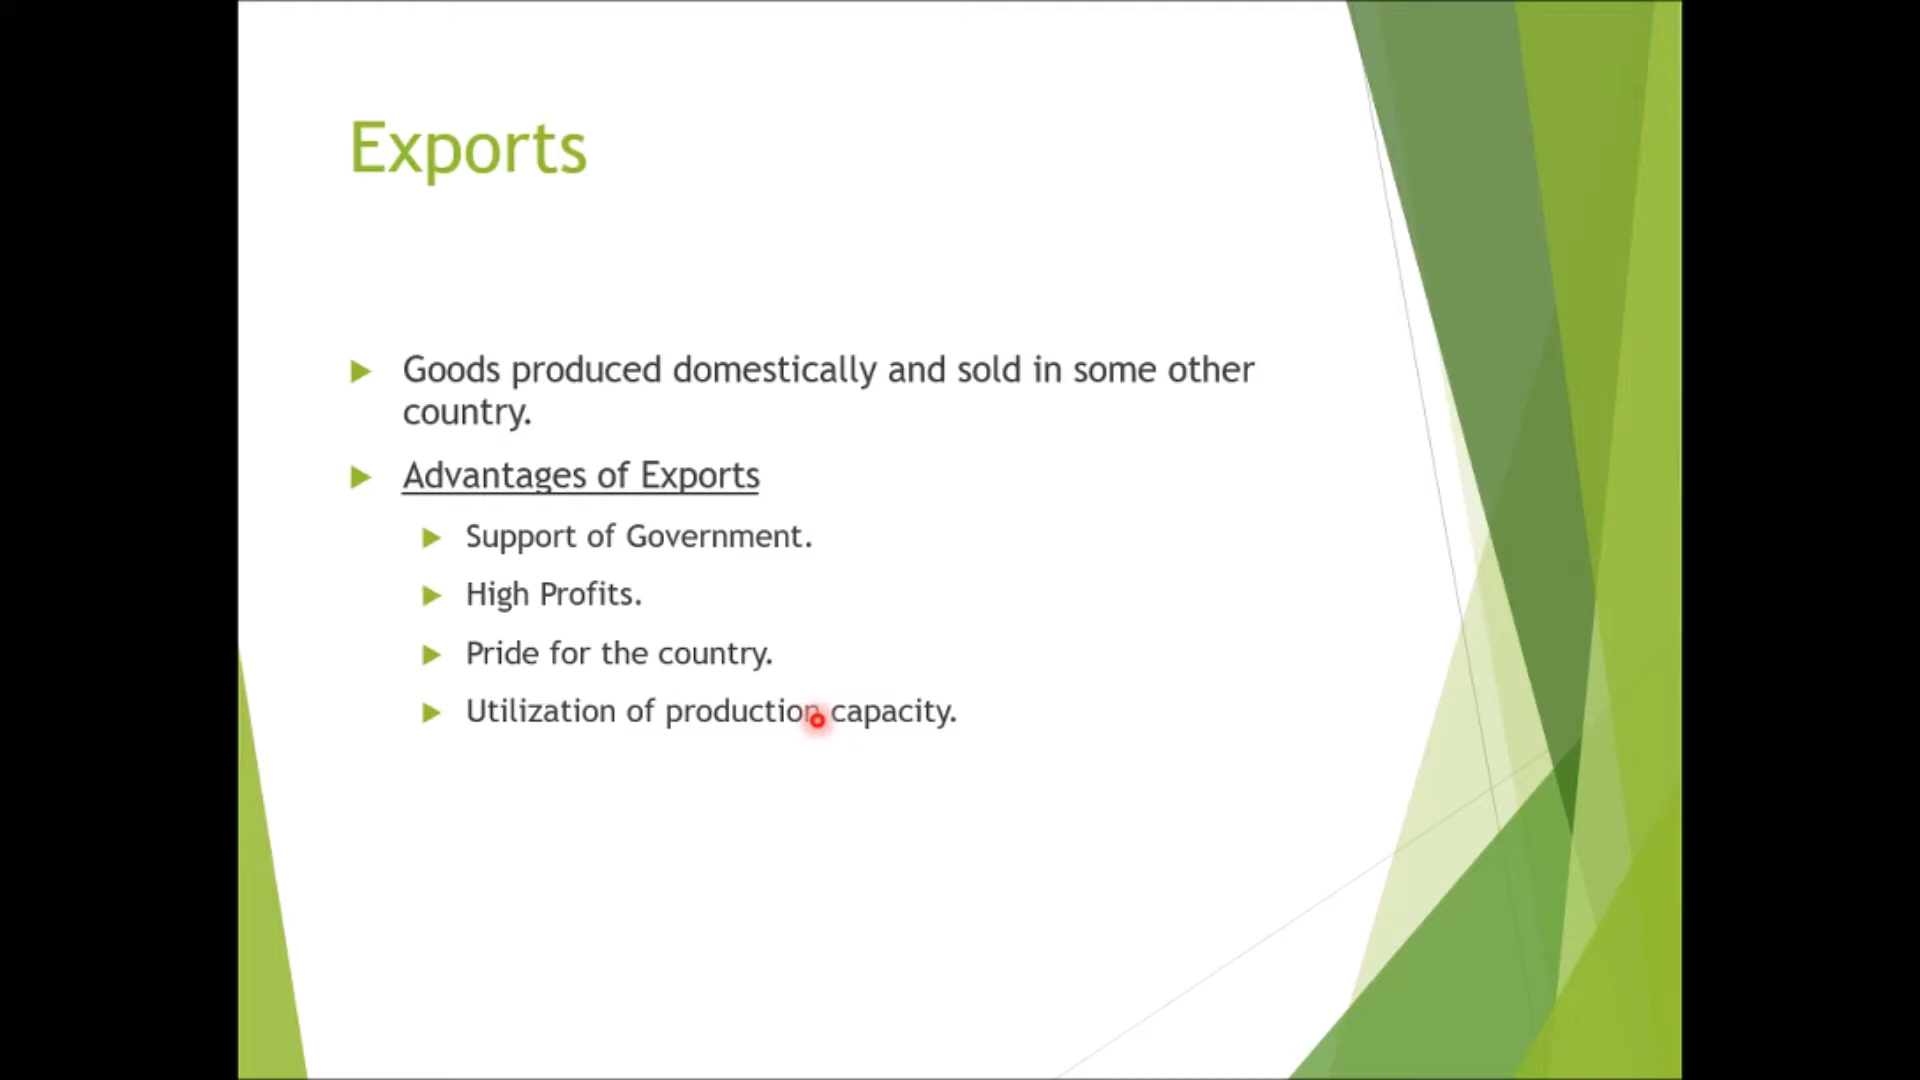 Exports
Goods produced domestically and sold in some other
country.
Advantages of Exports
Support of Government.
High Profits.
Pride for the country.
Utilization of production capacity.